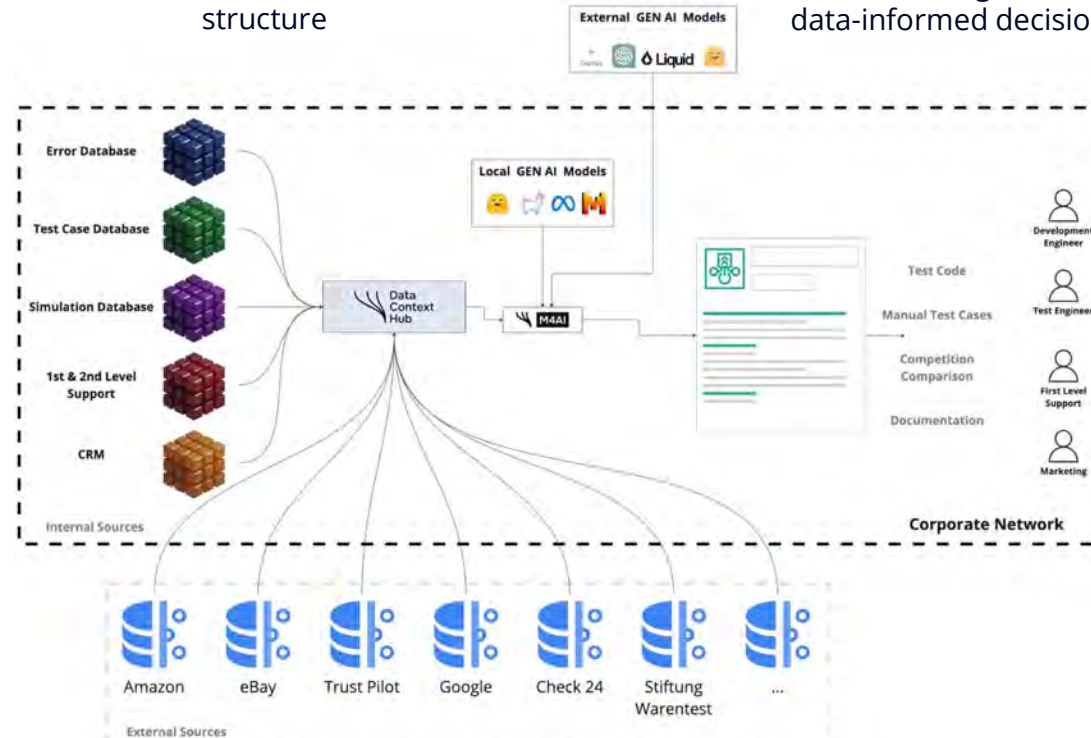 structure
data-informed decisio
External GEN AI Models
Liquid
Error Database
Test Case Database
Simulation Database
1st & 2nd Level
Support
CRM
Internal Sources
Local GEN AI Models
Data
Context
Hub
M4AI
Test Code
Manual Test Cases
Competition
Comparison
Documentation
Development
Engineer
Test Engineer
First Level
Support
Marketing
Corporate Network
Amazon
eBay
Trust Pilot
Google
Check 24
Stiftung
Warentest
...
External Sources